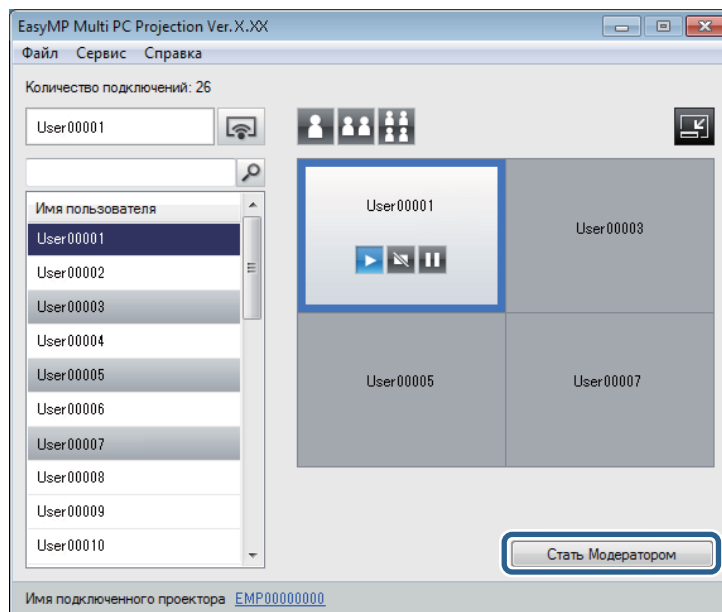 EasyMP Multi PC Projection Ver.X.XX
Файл Сервис Справка
Количество подключений: 26
User00001
Имя пользователя
User00001
User00002
User00003
User00004
User00005
User00006
User00007
User00008
User00009
User00010
User00001
User00003
User00005
User00007
Стать Модератором
Имя подключенного проектора EMP00000000